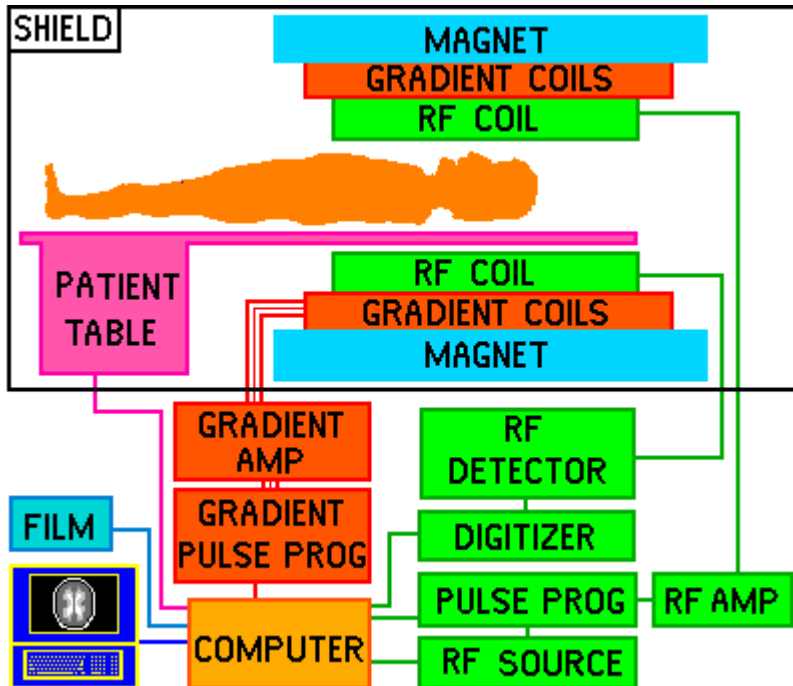 SHIELD
MAGNET
GRADIENT COILS
RF COIL
RF COIL
GRADIENT COILS
MAGNET
PATIENT
TABLE
GRADIENT
AMP
RF
DETECTOR
GRADIENT
PULSE PROG
FILM
DIGITIZER
PULSE PROG
RF AMP
COMPUTER
RF SOURCE